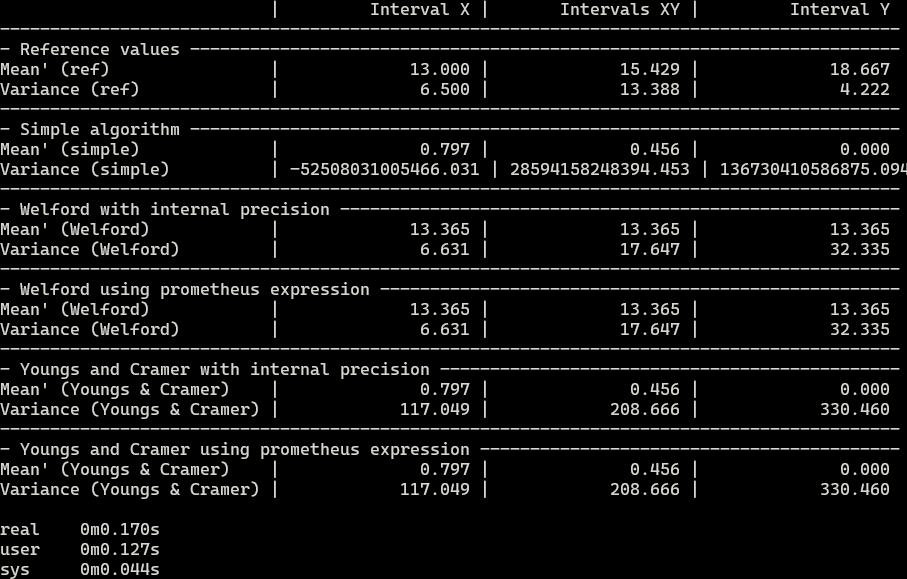 | Interval X | Intervals XY | Interval Y
------------------------------------------------------------------------------------------
- Reference values -----------------------------------------------------------------------
Mean' (ref) | 13.000 | 15.429 | 18.667
Variance (ref) | 6.500 | 13.388 | 4.222
------------------------------------------------------------------------------------------
- Simple algorithm -----------------------------------------------------------------------
Mean' (simple) | 0.797 | 0.456 | 0.000
Variance (simple) | -52508031005466.031 | 28594158248394.453 | 136730410586875.094
------------------------------------------------------------------------------------------
- Welford with internal precision --------------------------------------------------------
Mean' (Welford) | 13.365 | 13.365 | 13.365
Variance (Welford) | 6.631 | 17.647 | 32.335
------------------------------------------------------------------------------------------
- Welford using prometheus expression ----------------------------------------------------
Mean' (Welford) | 13.365 | 13.365 | 13.365
Variance (Welford) | 6.631 | 17.647 | 32.335
------------------------------------------------------------------------------------------
- Youngs and Cramer with internal precision ----------------------------------------------
Mean' (Youngs & Cramer) | 0.797 | 0.456 | 0.000
Variance (Youngs & Cramer) | 117.049 | 208.666 | 330.460
------------------------------------------------------------------------------------------
- Youngs and Cramer using prometheus expression ------------------------------------------
Mean' (Youngs & Cramer) | 0.797 | 0.456 | 0.000
Variance (Youngs & Cramer) | 117.049 | 208.666 | 330.460
real 0m0.170s
user 0m0.127s
sys 0m0.044s